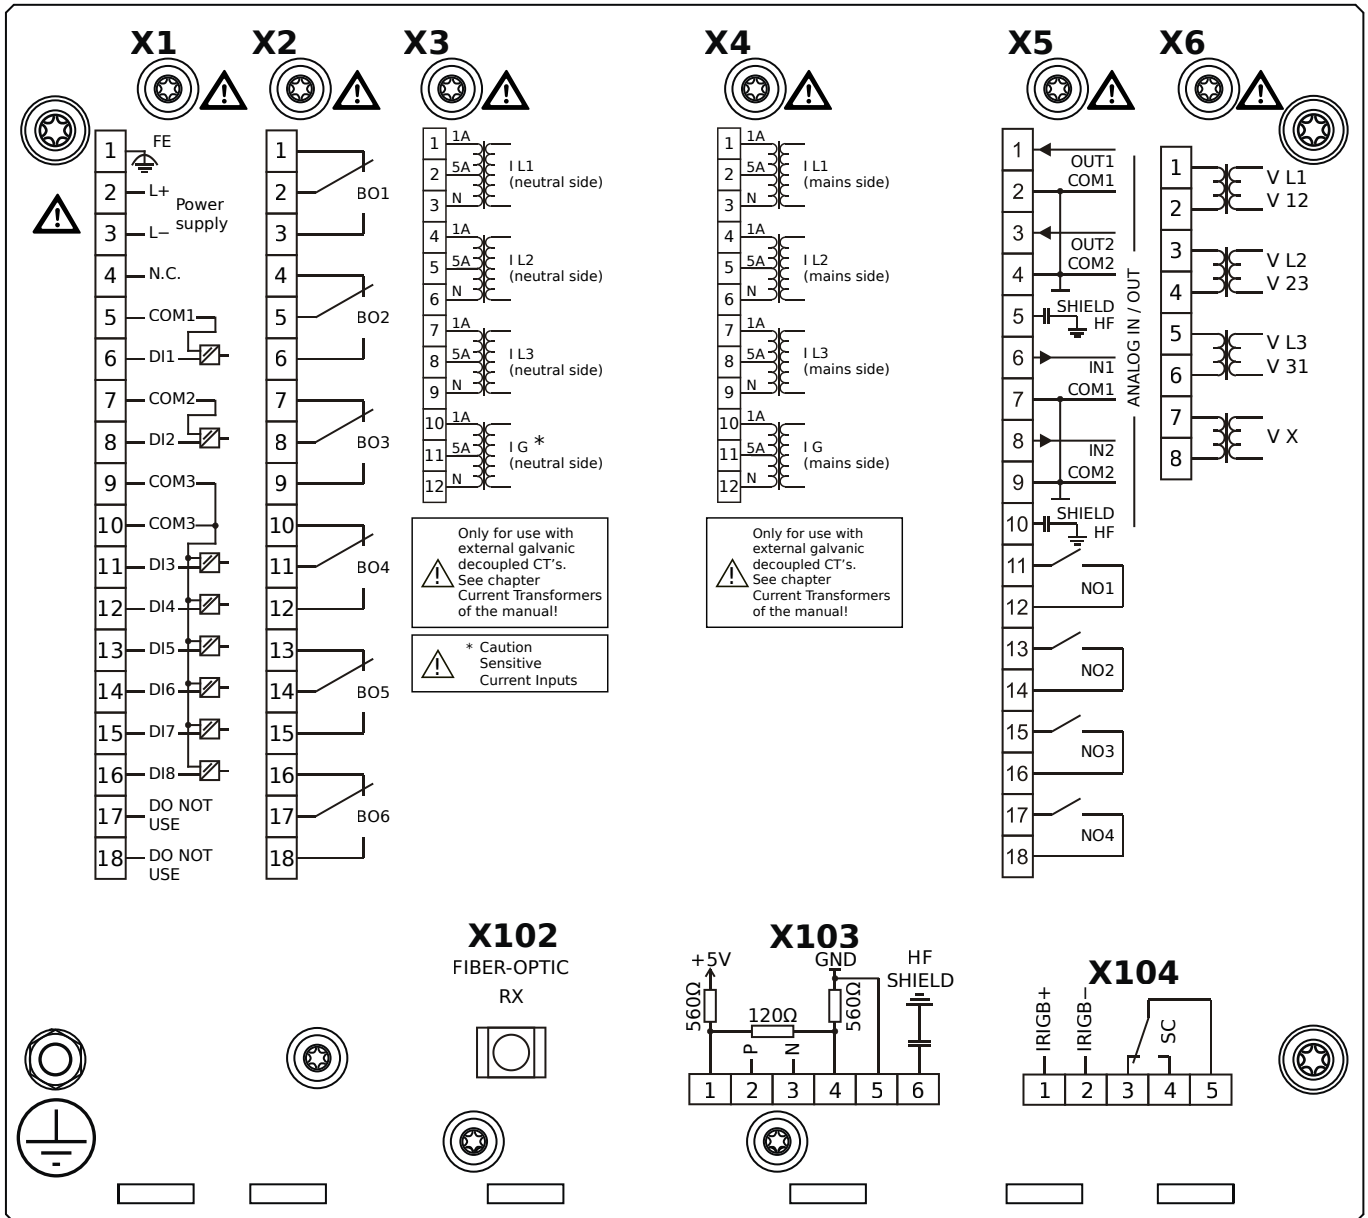 X1
X2
X3
X4
X5
X6
1
FE
2
L+
Power
supply
3
L−
4
N.C.
5
COM1
6
DI1
7
COM2
8
DI2
9
COM3
10
COM3
11
DI3
12
DI4
13
DI5
14
DI6
15
DI7
16
DI8
17
DO NOT
USE
18
DO NOT
USE
1
2
BO1
3
4
5
BO2
6
7
8
BO3
9
10
11
BO4
12
13
14
BO5
15
16
17
BO6
18
1
1A
2
5A
I L1
(neutral side)
3
N
4
1A
5
5A
I L2
(neutral side)
6
N
7
1A
8
5A
I L3
(neutral side)
9
N
10
1A
11
5A
I G *
(neutral side)
12
N
Only for use with
external galvanic
decoupled CT's.
See chapter
Current Transformers
of the manual!
* Caution
Sensitive
Current Inputs
1
1A
2
5A
I L1
(mains side)
3
N
4
1A
5
5A
I L2
(mains side)
6
N
7
1A
8
5A
I L3
(mains side)
9
N
10
1A
11
5A
I G
(mains side)
12
N
Only for use with
external galvanic
decoupled CT's.
See chapter
Current Transformers
of the manual!
1
OUT1
2
COM1
3
OUT2
4
COM2
5
SHIELD
HF
6
IN1
7
COM1
8
IN2
9
COM2
10
SHIELD
HF
ANALOG IN / OUT
11
NO1
12
13
NO2
14
15
NO3
16
17
NO4
18
1
V L1
2
V 12
3
V L2
4
V 23
5
V L3
6
V 31
7
V X
8
X102
FIBER-OPTIC
RX
X103
+5V
GND
HF
SHIELD
560Ω
120Ω
560Ω
P
N
1 2 3 4 5 6
X104
IRIGB+
IRIGB−
SC
1 2 3 4 5